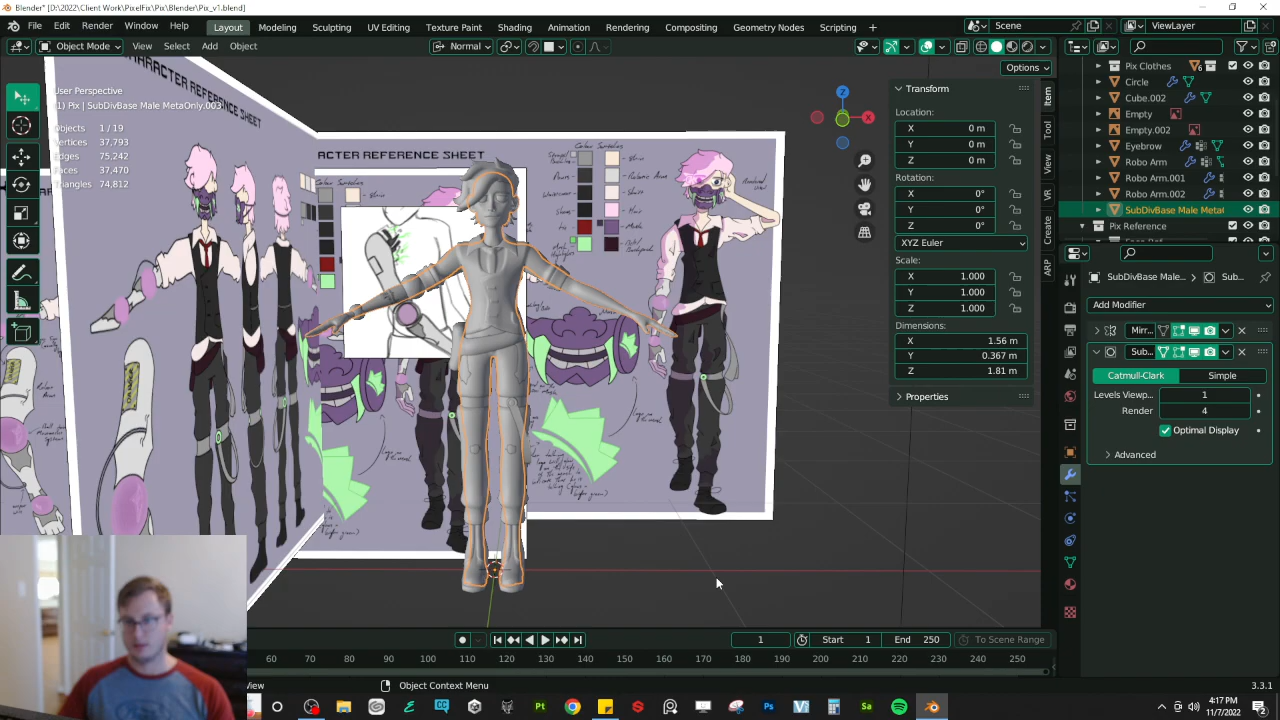 Blender* [D:\2022\Client Work\PixelFix\Pix\Blender\Pix_v1.blend]
File Edit Render Window Help Layout Modeling Sculpting UV Editing Texture Paint Shading Animation Rendering Compositing Geometry Nodes Scripting + Scene ViewLayer
Object Mode View Select Add Object Normal
Options
User Perspective
(1) Pix | SubDivBase Male MetaOnly.003
Objects 1 / 19
Vertices 37,793
Edges 75,242
Faces 37,470
Triangles 74,812
CHARACTER REFERENCE SHEET
ACTER REFERENCE SHEET
Colour Swatches
Skin
Transform
Location:
X 0 m
Y 0 m
Z 0 m
Rotation:
X 0°
Y 0°
Z 0°
XYZ Euler
Scale:
X 1.000
Y 1.000
Z 1.000
Dimensions:
X 1.56 m
Y 0.367 m
Z 1.81 m
Properties
Item
Tool
View
VR
Create
ARP
Z
X
Pix Clothes 6
Circle
Cube.002
Empty
Empty.002
Eyebrow
Robo Arm
Robo Arm.001
Robo Arm.002
SubDivBase Male Meta
Pix Reference
SubDivBase Male... Sub...
Add Modifier
Mirr...
Sub...
Catmull-Clark Simple
Levels Viewp... 1
Render 4
Optimal Display
Advanced
1 Start 1 End 250 To Scene Range
60 70 80 90 100 110 120 130 140 150 160 170 180 190 200 210 220 230 240 250
View Object Context Menu 3.3.1
4:17 PM
11/7/2022